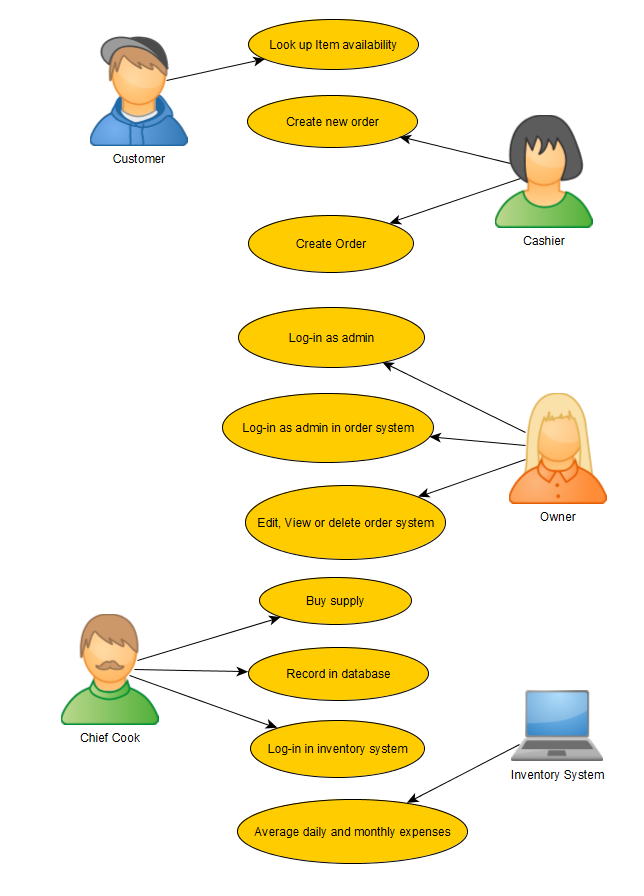 Look up Item availability
Customer
Create new order
Cashier
Create Order
Log-in as admin
Log-in as admin in order system
Owner
Edit, View or delete order system
Buy supply
Record in database
Chief Cook
Log-in in inventory system
Inventory System
Average daily and monthly expenses